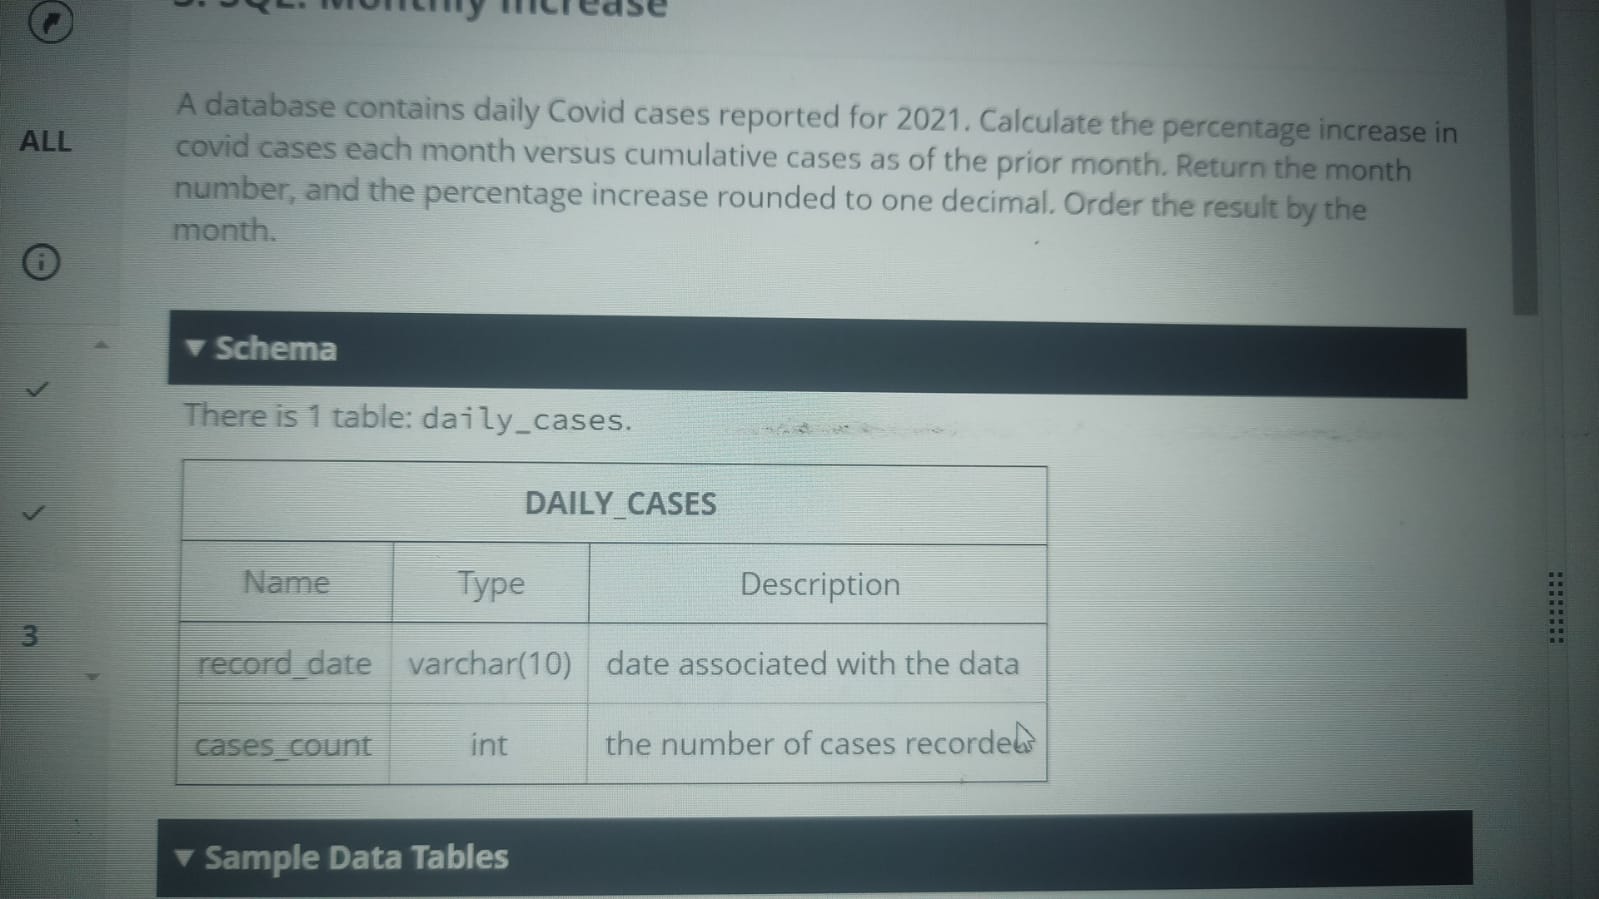 3. SQL: Monthly Increase
A database contains daily Covid cases reported for 2021. Calculate the percentage increase in
covid cases each month versus cumulative cases as of the prior month. Return the month
number, and the percentage increase rounded to one decimal. Order the result by the
month.
ALL
▼ Schema
There is 1 table: daily_cases.
DAILY_CASES
Name Type Description
record_date varchar(10) date associated with the data
cases_count int the number of cases recorded
3
▼ Sample Data Tables